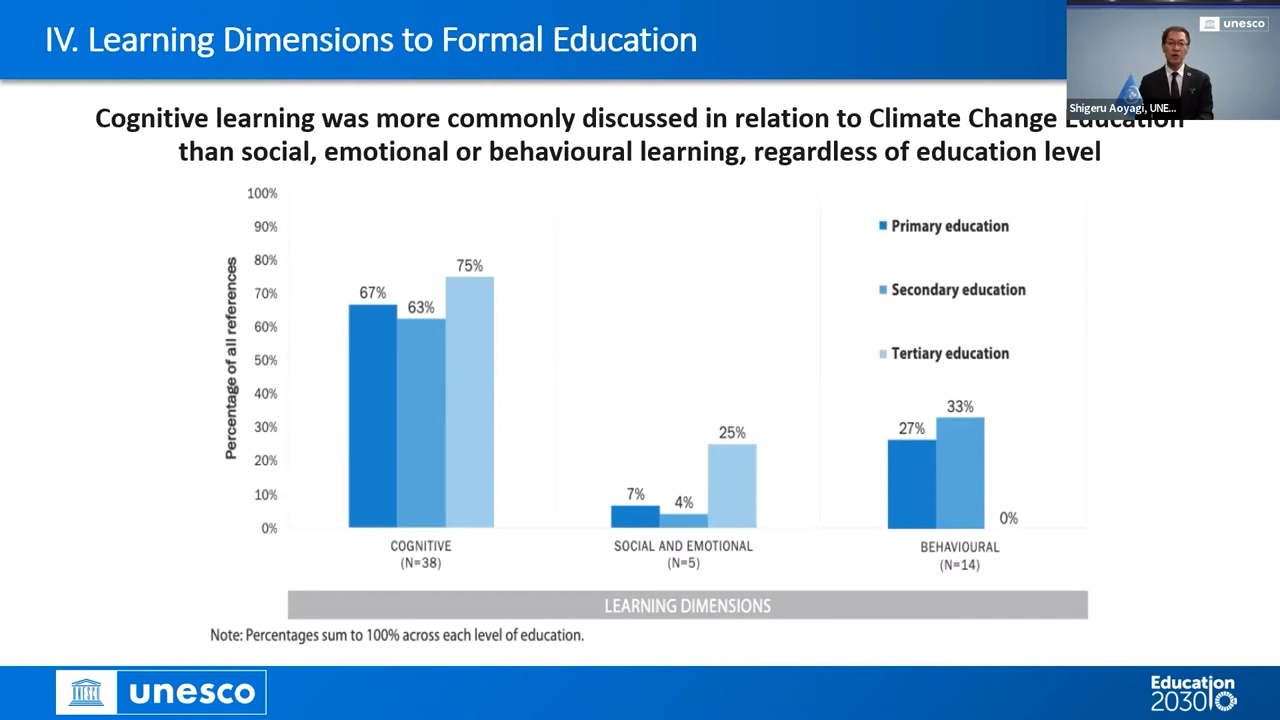 IV. Learning Dimensions to Formal Education
unesco
Shigeru Aoyagi, UNE...
Cognitive learning was more commonly discussed in relation to Climate Change Education
than social, emotional or behavioural learning, regardless of education level
100%
90%
80%
70%
60%
50%
40%
30%
20%
10%
0%
Percentage of all references
67%
63%
75%
7%
4%
25%
27%
33%
0%
Primary education
Secondary education
Tertiary education
COGNITIVE
(N=38)
SOCIAL AND EMOTIONAL
(N=5)
BEHAVIOURAL
(N=14)
LEARNING DIMENSIONS
Note: Percentages sum to 100% across each level of education.
unesco
Education
2030